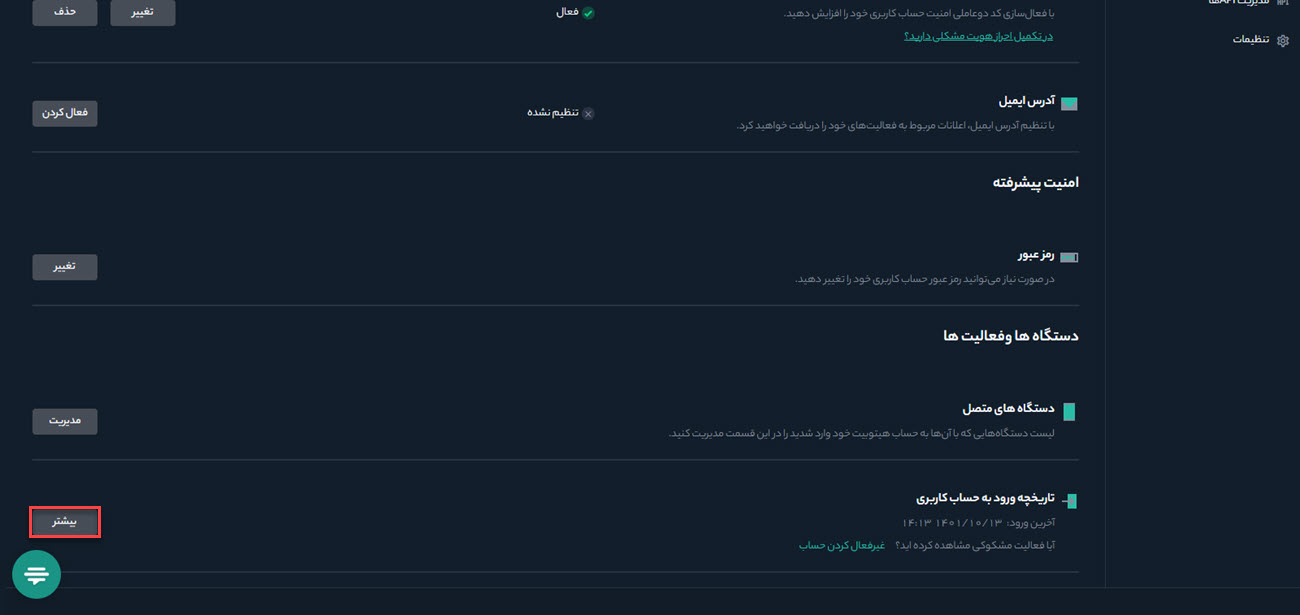 مدیریت API‌ها
تنظیمات
با فعال‌سازی کد دوعاملی امنیت حساب کاربری خود را افزایش دهید.
فعال
تغییر
حذف
در تکمیل احراز هویت مشکلی دارید؟
آدرس ایمیل
با تنظیم آدرس ایمیل، اعلانات مربوط به فعالیت‌های خود را دریافت خواهید کرد.
تنظیم نشده
فعال کردن
امنیت پیشرفته
رمز عبور
در صورت نیاز می‌توانید رمز عبور حساب کاربری خود را تغییر دهید.
تغییر
دستگاه ها وفعالیت ها
دستگاه های متصل
لیست دستگاه‌هایی که با آن‌ها به حساب هیتوبیت خود وارد شدید را در این قسمت مدیریت کنید.
مدیریت
تاریخچه ورود به حساب کاربری
آخرین ورود: ۱۴۰۱/۱۰/۱۳ ۱۴:۱۳
آیا فعالیت مشکوکی مشاهده کرده اید؟ غیرفعال کردن حساب
بیشتر